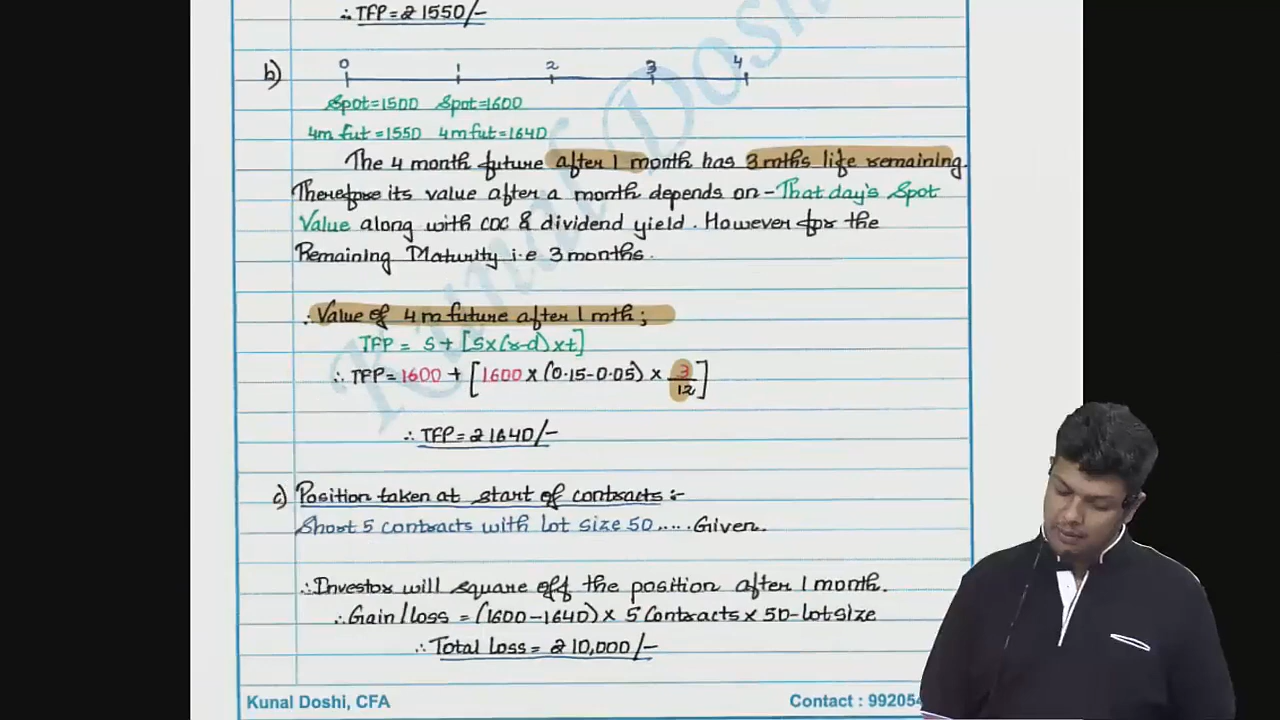 ∴ TFP = ₹1550/-
b) 0 1 2 3 4
Spot=1500 Spot=1600
4m fut=1550 4m fut=1640
The 4 month future after 1 month has 3 mths life remaining.
Therefore its value after a month depends on - That day's Spot
Value along with COC & dividend yield. However for the
Remaining Maturity i.e 3 months.
∴ Value of 4m future after 1 mth;
TFP = S + [S×(r-d)×t]
∴ TFP = 1600 + [1600 × (0.15-0.05) × 3/12]
∴ TFP = ₹1640/-
c) Position taken at start of contracts :-
Short 5 contracts with lot size 50..... Given.
∴ Investor will square off the position after 1 month.
∴ Gain/loss = (1600-1640) × 5 Contracts × 50-lot size
∴ Total Loss = ₹10,000/-
Kunal Doshi, CFA Contact : 992054
Kunal Doshi